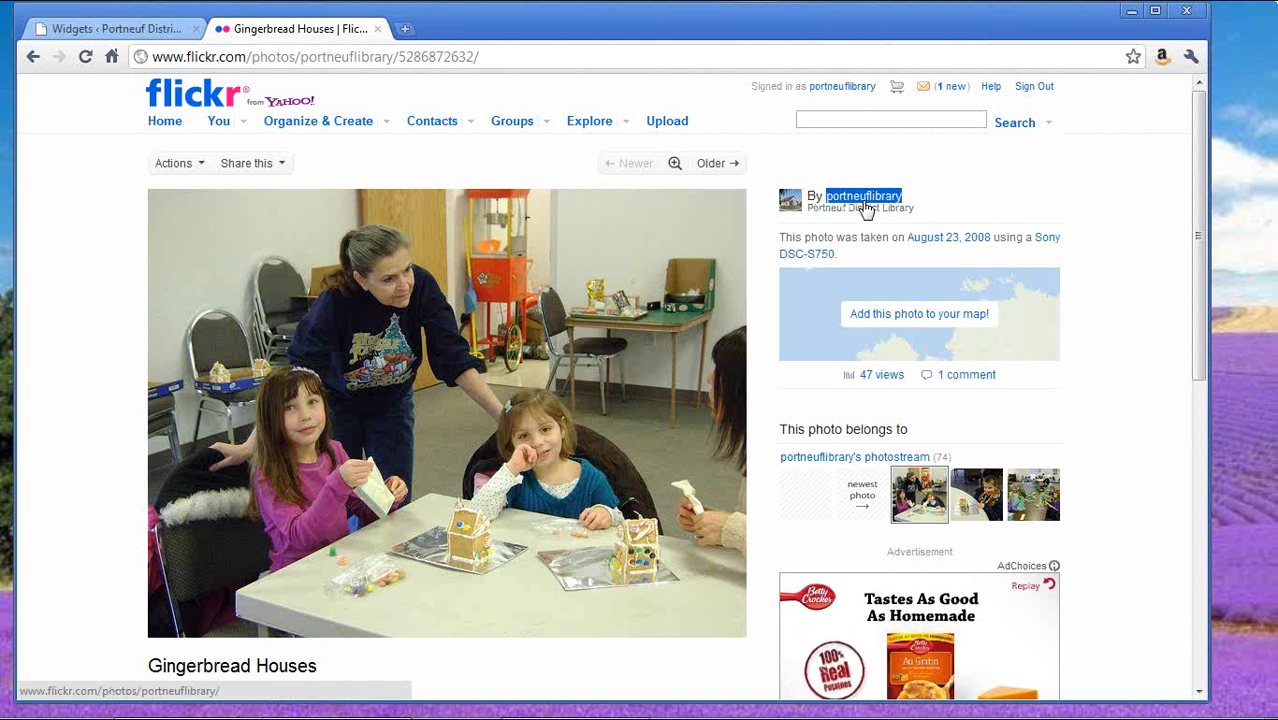 Widgets ‹ Portneuf Distri...
Gingerbread Houses | Flic...
www.flickr.com/photos/portneuflibrary/5286872632/
flickr from YAHOO!
Signed in as portneuflibrary (1 new) Help Sign Out
Home You Organize & Create Contacts Groups Explore Upload
Search
Actions Share this
← Newer Older →
By portneuflibrary
Portneuf District Library
This photo was taken on August 23, 2008 using a Sony
DSC-S750.
Add this photo to your map!
47 views 1 comment
This photo belongs to
portneuflibrary's photostream (74)
newest
photo
→
Advertisement
AdChoices
Replay
Betty
Crocker
Tastes As Good
As Homemade
100%
Real
Potatoes
Betty
Crocker
Au Gratin
Gingerbread Houses
www.flickr.com/photos/portneuflibrary/